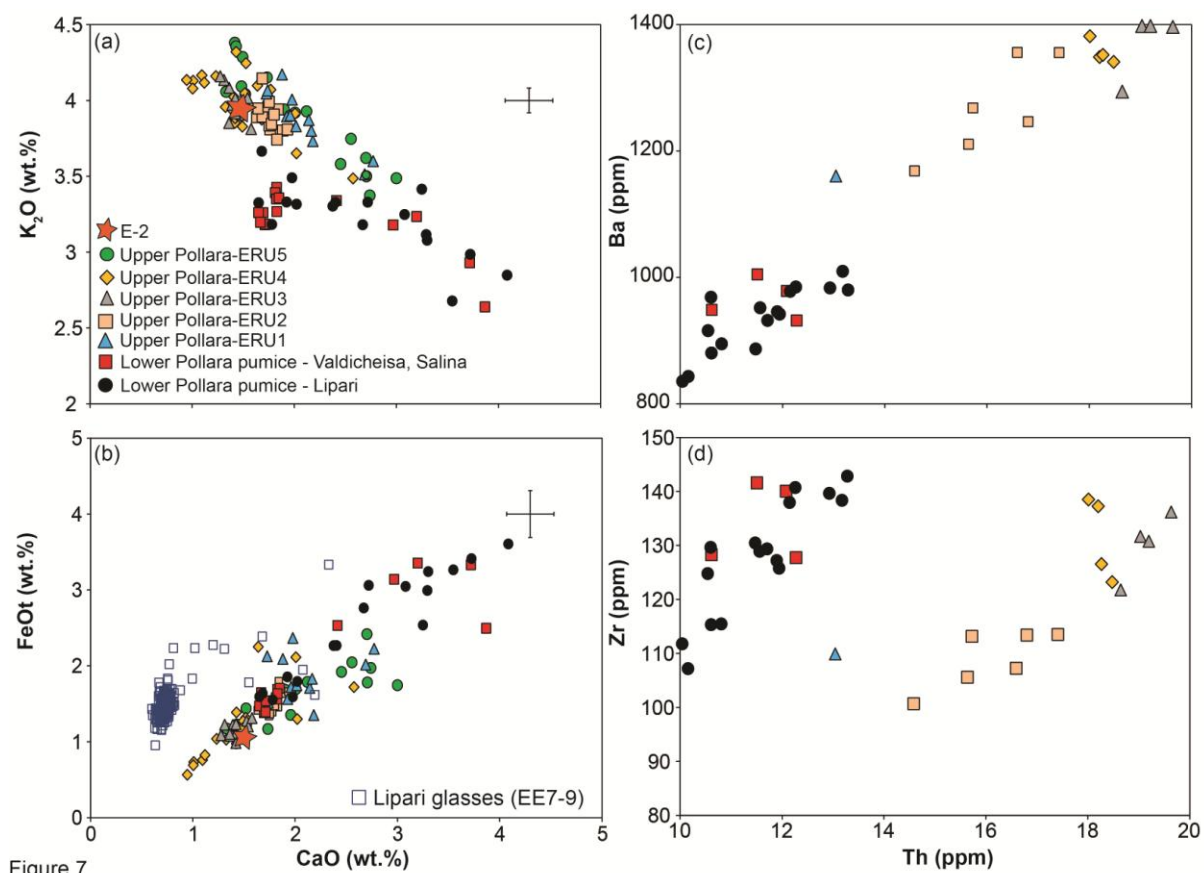 (a)
4.5
4
3.5
3
2.5
2
K2O (wt.%)
E-2
Upper Pollara-ERU5
Upper Pollara-ERU4
Upper Pollara-ERU3
Upper Pollara-ERU2
Upper Pollara-ERU1
Lower Pollara pumice - Valdicheisa, Salina
Lower Pollara pumice - Lipari
(b)
5
4
3
2
1
0
FeOt (wt.%)
Lipari glasses (EE7-9)
0 1 2 3 4 5
CaO (wt.%)
(c)
1400
1200
1000
800
Ba (ppm)
(d)
150
140
130
120
110
100
90
80
Zr (ppm)
10 12 14 16 18 20
Th (ppm)
Figure 7